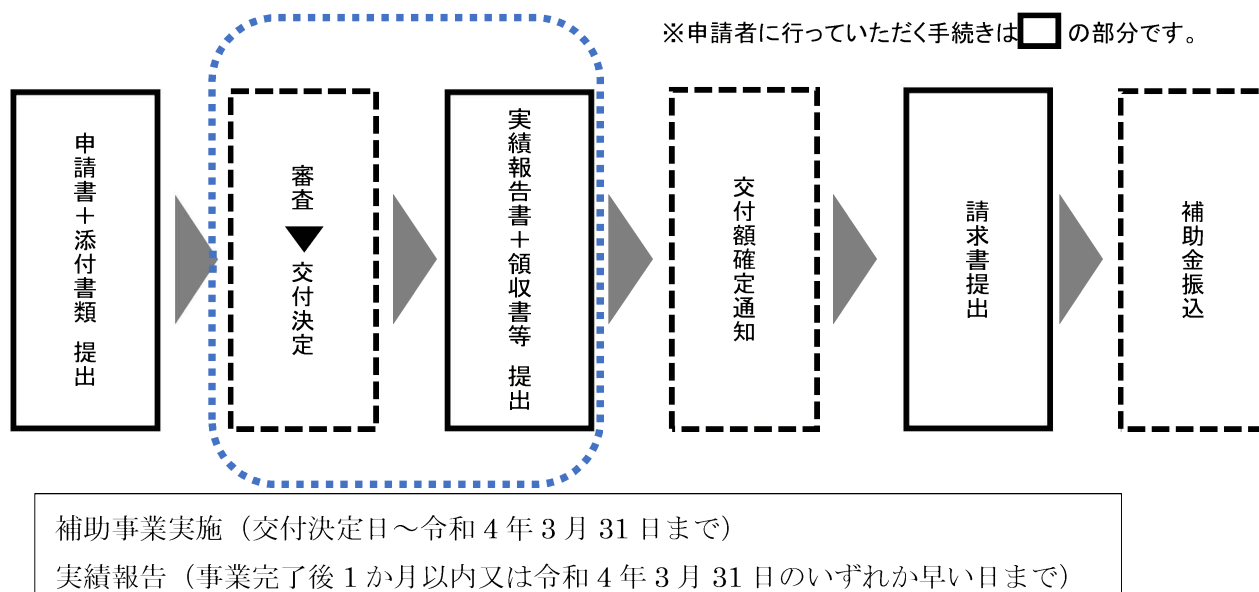 ※申請者に行っていただく手続きは の部分です。
申請書＋添付書類 提出
審査
交付決定
実績報告書＋領収書等 提出
交付額確定通知
請求書提出
補助金振込
補助事業実施（交付決定日～令和 4 年 3 月 31 日まで）
実績報告（事業完了後 1 か月以内又は令和 4 年 3 月 31 日のいずれか早い日まで）